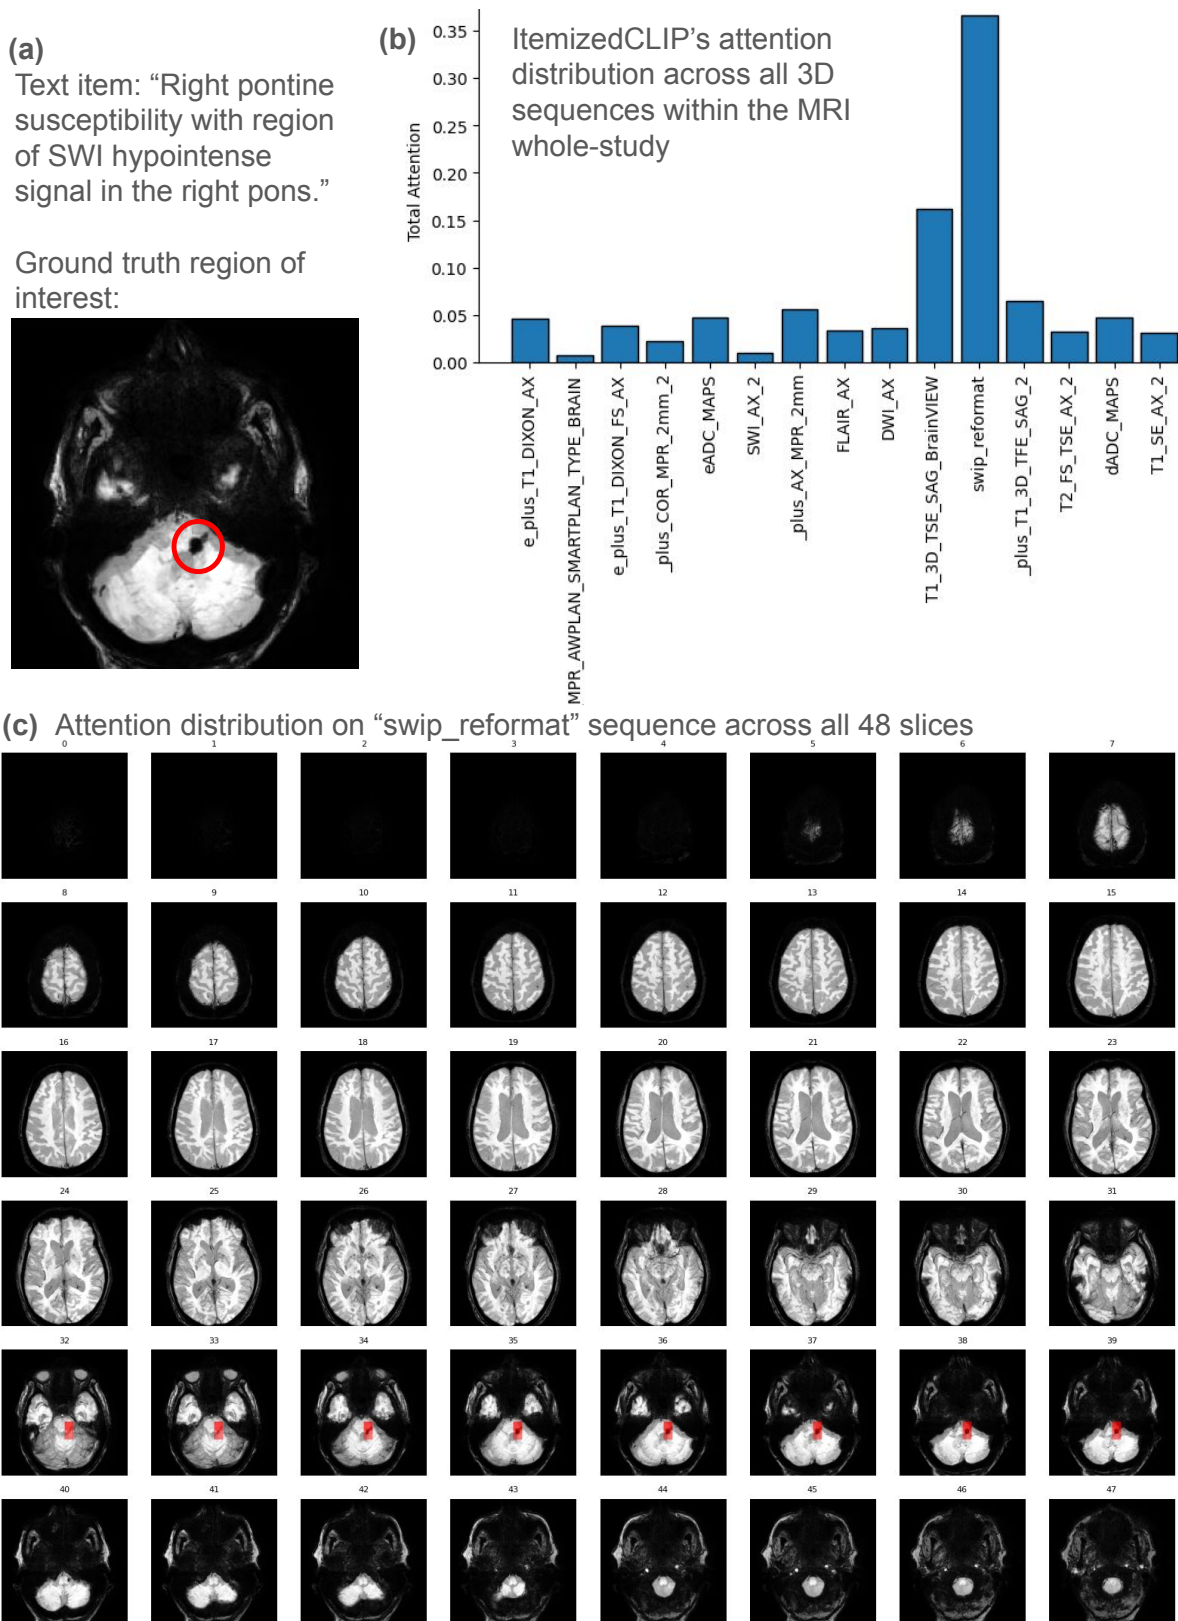 (a)
Text item: “Right pontine
susceptibility with region
of SWI hypointense
signal in the right pons.”
Ground truth region of
interest:
(b)
ItemizedCLIP’s attention
distribution across all 3D
sequences within the MRI
whole-study
Total Attention
0.35
0.30
0.25
0.20
0.15
0.10
0.05
0.00
e_plus_T1_DIXON_AX
MPR_AWPLAN_SMARTPLAN_TYPE_BRAIN
e_plus_T1_DIXON_FS_AX
_plus_COR_MPR_2mm_2
eADC_MAPS
SWI_AX_2
_plus_AX_MPR_2mm
FLAIR_AX
DWI_AX
T1_3D_TSE_SAG_BrainVIEW
swip_reformat
_plus_T1_3D_TFE_SAG_2
T2_FS_TSE_AX_2
dADC_MAPS
T1_SE_AX_2
(c) Attention distribution on “swip_reformat” sequence across all 48 slices
0 1 2 3 4 5 6 7
8 9 10 11 12 13 14 15
16 17 18 19 20 21 22 23
24 25 26 27 28 29 30 31
32 33 34 35 36 37 38 39
40 41 42 43 44 45 46 47